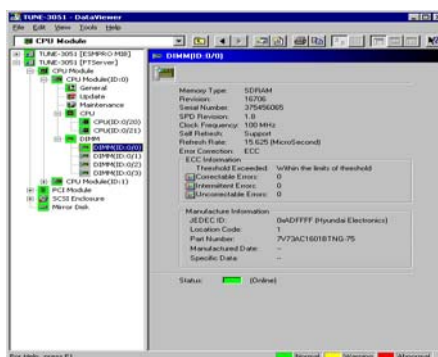 TUNE-3051 - DataViewer
File Edit View Tools Help
CPU Module
TUNE-3051 [ESMPRO MIB]
TUNE-3051 [FTServer]
CPU Module
CPU Module(ID:0)
General
Update
Maintenance
CPU
CPU(ID:0/20)
CPU(ID:0/21)
DIMM
DIMM(ID:0/0)
DIMM(ID:0/1)
DIMM(ID:0/2)
DIMM(ID:0/3)
CPU Module(ID:1)
PCI Module
SCSI Enclosure
Mirror Disk
DIMM(ID:0/0)
Memory Type: SDRAM
Revision: 16706
Serial Number: 375456065
SPD Revision: 1.8
Clock Frequency: 100 MHz
Self Refresh: Support
Refresh Rate: 15.625 (MicroSecond)
Error Correction: ECC
ECC Information
Threshold Exceeded: Within the limits of threshold
Correctable Errors: 0
Intermittent Errors: 0
Uncorrectable Errors: 0
Manufacture Information
JEDEC ID: 0xADFFFF (Hyundai Electronics)
Location Code: 1
Part Number: 7V73AC1601BTNG-75
Manufactured Date: --
Specific Data: --
Status: (Online)
For Help, press F1
Normal Warning Abnormal